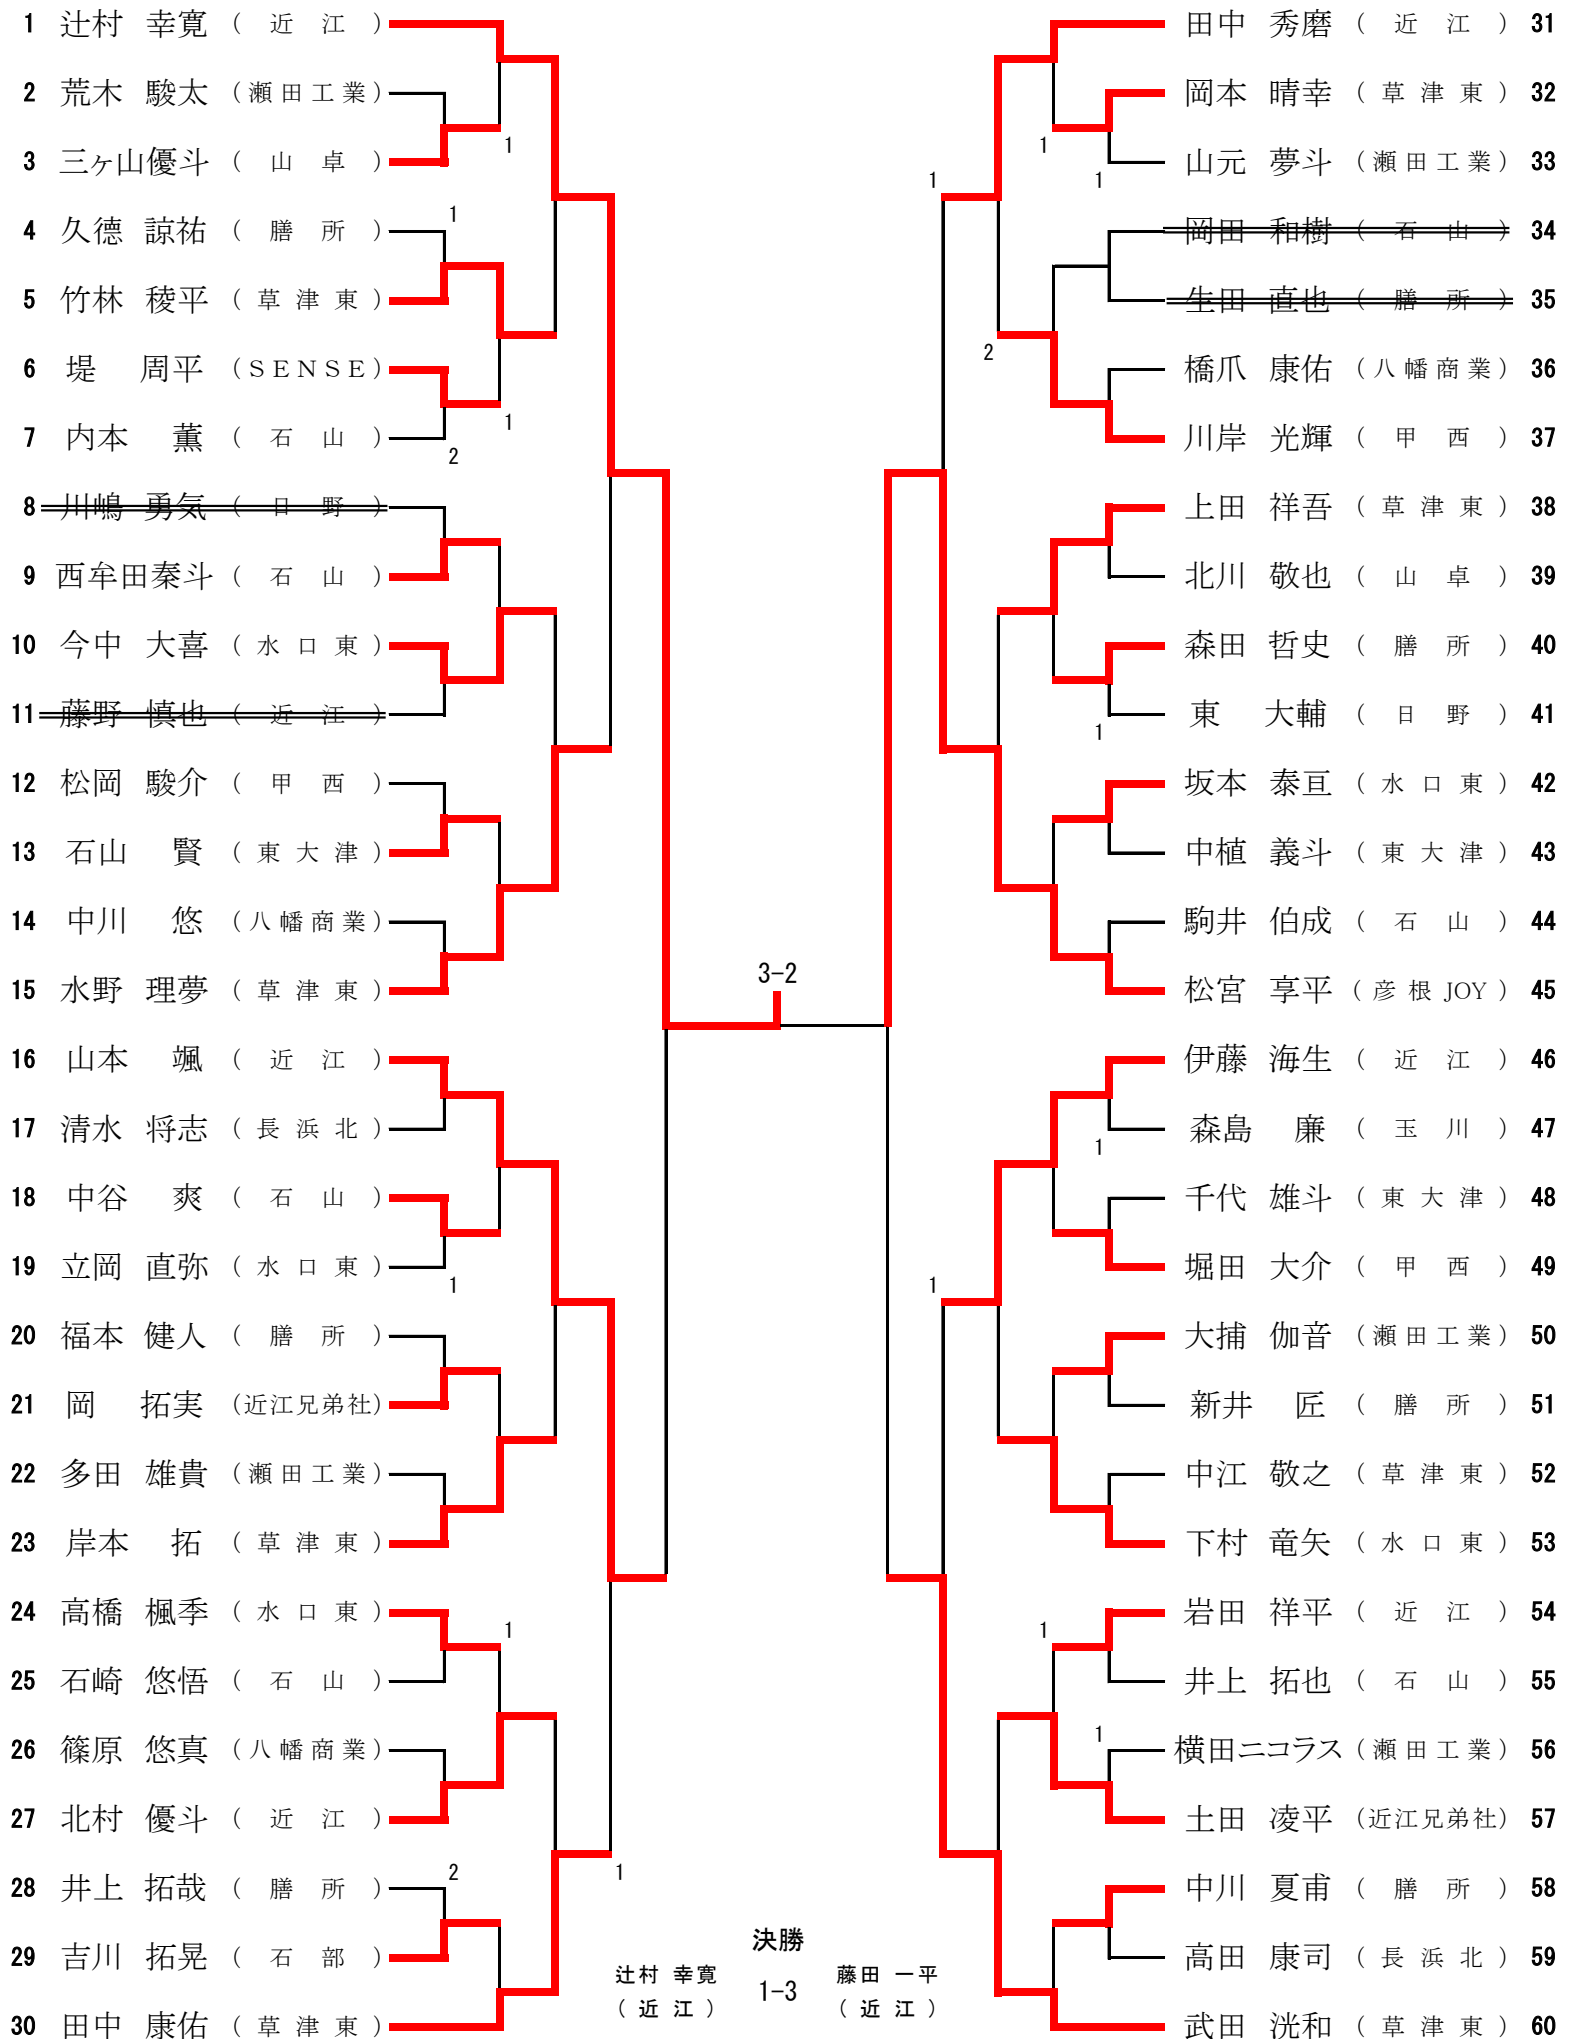 1 辻村 幸寛 ( 近 江 )
2 荒木 駿太 (瀬田工業)
1
3 三ヶ山優斗 ( 山 卓 )
1
4 久德 諒祐 ( 膳 所 )
5 竹林 稜平 (草津東)
6 堤 周平 (SENSE)
1
7 内本 薫 ( 石 山 )
2
8 川嶋 勇気 ( 日 野 )
9 西牟田秦斗 ( 石 山 )
10 今中 大喜 (水口東)
11 藤野 慎也 ( 近 江 )
12 松岡 駿介 ( 甲 西 )
13 石山 賢 (東大津)
14 中川 悠 (八幡商業)
15 水野 理夢 (草津東)
16 山本 颯 ( 近 江 )
17 清水 将志 (長浜北)
18 中谷 爽 ( 石 山 )
19 立岡 直弥 (水口東)
1
20 福本 健人 ( 膳 所 )
21 岡 拓実 (近江兄弟社)
22 多田 雄貴 (瀬田工業)
23 岸本 拓 (草津東)
24 高橋 楓季 (水口東)
1
25 石崎 悠悟 ( 石 山 )
26 篠原 悠真 (八幡商業)
27 北村 優斗 ( 近 江 )
2
1
28 井上 拓哉 ( 膳 所 )
29 吉川 拓晃 ( 石 部 )
30 田中 康佑 (草津東)
3-2
決勝
辻村 幸寛 1-3 藤田 一平
( 近 江 ) ( 近 江 )
田中 秀磨 ( 近 江 ) 31
岡本 晴幸 (草津東) 32
1
山元 夢斗 (瀬田工業) 33
1
1
岡田 和樹 ( 石 山 ) 34
生田 直也 ( 膳 所 ) 35
2
橋爪 康佑 (八幡商業) 36
川岸 光輝 ( 甲 西 ) 37
上田 祥吾 (草津東) 38
北川 敬也 ( 山 卓 ) 39
森田 哲史 ( 膳 所 ) 40
東 大輔 ( 日 野 ) 41
1
坂本 泰亘 (水口東) 42
中植 義斗 (東大津) 43
駒井 伯成 ( 石 山 ) 44
松宮 享平 (彦根JOY) 45
伊藤 海生 ( 近 江 ) 46
森島 廉 ( 玉 川 ) 47
1
千代 雄斗 (東大津) 48
堀田 大介 ( 甲 西 ) 49
1
大捕 伽音 (瀬田工業) 50
新井 匠 ( 膳 所 ) 51
中江 敬之 (草津東) 52
下村 竜矢 (水口東) 53
岩田 祥平 ( 近 江 ) 54
1
井上 拓也 ( 石 山 ) 55
1
横田ニコラス (瀬田工業) 56
土田 凌平 (近江兄弟社) 57
中川 夏甫 ( 膳 所 ) 58
高田 康司 (長浜北) 59
武田 洸和 (草津東) 60